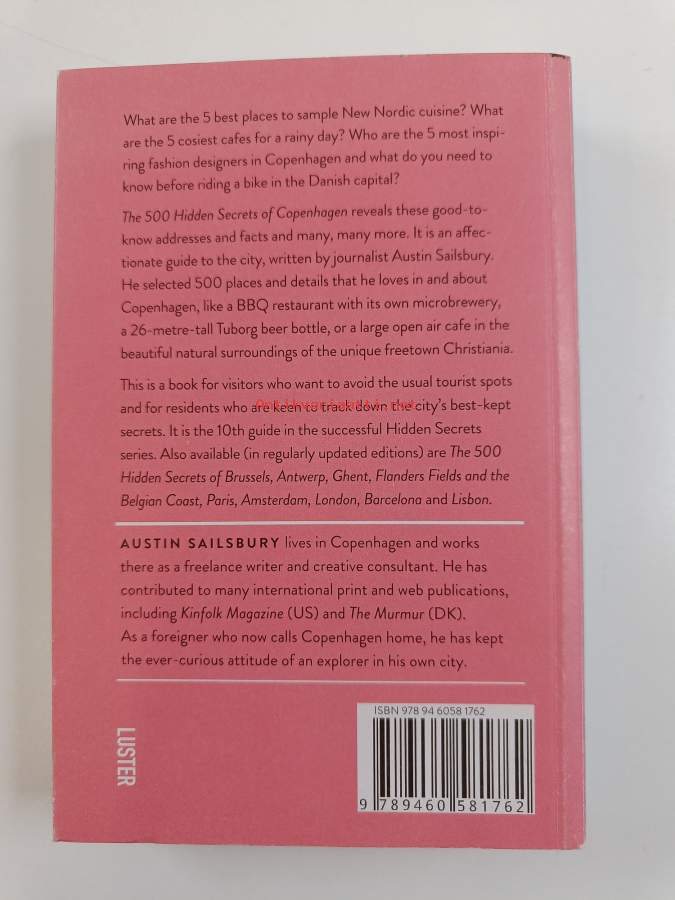 What are the 5 best places to sample New Nordic cuisine? What
are the 5 cosiest cafes for a rainy day? Who are the 5 most inspi-
ring fashion designers in Copenhagen and what do you need to
know before riding a bike in the Danish capital?
The 500 Hidden Secrets of Copenhagen reveals these good-to-
know addresses and facts and many, many more. It is an affec-
tionate guide to the city, written by journalist Austin Sailsbury.
He selected 500 places and details that he loves in and about
Copenhagen, like a BBQ restaurant with its own microbrewery,
a 26-metre-tall Tuborg beer bottle, or a large open air cafe in the
beautiful natural surroundings of the unique freetown Christiania.
This is a book for visitors who want to avoid the usual tourist spots
and for residents who are keen to track down the city's best-kept
secrets. It is the 10th guide in the successful Hidden Secrets
series. Also available (in regularly updated editions) are The 500
Hidden Secrets of Brussels, Antwerp, Ghent, Flanders Fields and the
Belgian Coast, Paris, Amsterdam, London, Barcelona and Lisbon.
AUSTIN SAILSBURY lives in Copenhagen and works
there as a freelance writer and creative consultant. He has
contributed to many international print and web publications,
including Kinfolk Magazine (US) and The Murmur (DK).
As a foreigner who now calls Copenhagen home, he has kept
the ever-curious attitude of an explorer in his own city.
LUSTER
ISBN 978 94 6058 1762
9 789460 581762